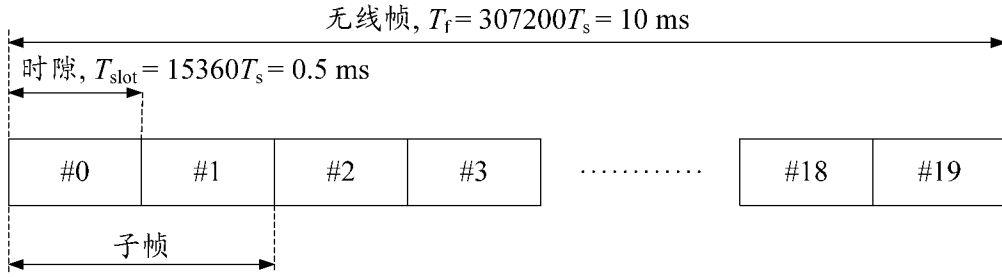 无线帧, Tf = 307200Ts = 10 ms
时隙, Tslot = 15360Ts = 0.5 ms
#0 #1 #2 #3 ············ #18 #19
子帧